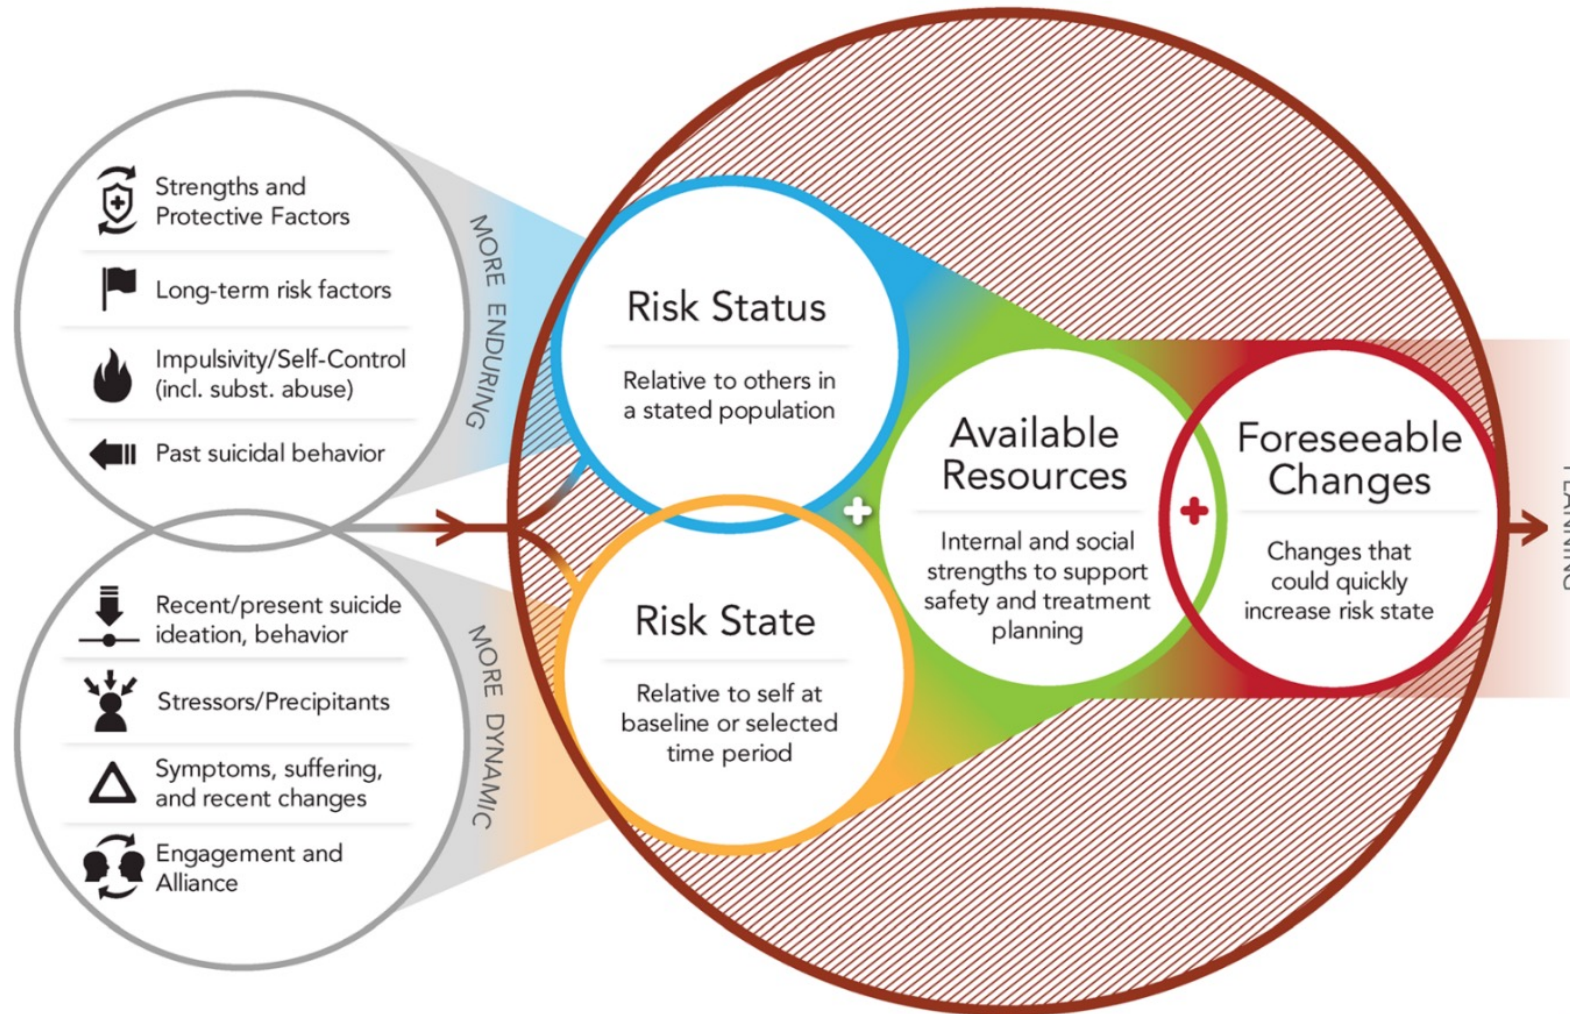 Strengths and
Protective Factors
Long-term risk factors
Impulsivity/Self-Control
(incl. subst. abuse)
Past suicidal behavior
MORE ENDURING
Recent/present suicide
ideation, behavior
Stressors/Precipitants
Symptoms, suffering,
and recent changes
Engagement and
Alliance
MORE DYNAMIC
Risk Status
Relative to others in
a stated population
Risk State
Relative to self at
baseline or selected
time period
Available
Resources
Internal and social
strengths to support
safety and treatment
planning
Foreseeable
Changes
Changes that
could quickly
increase risk state